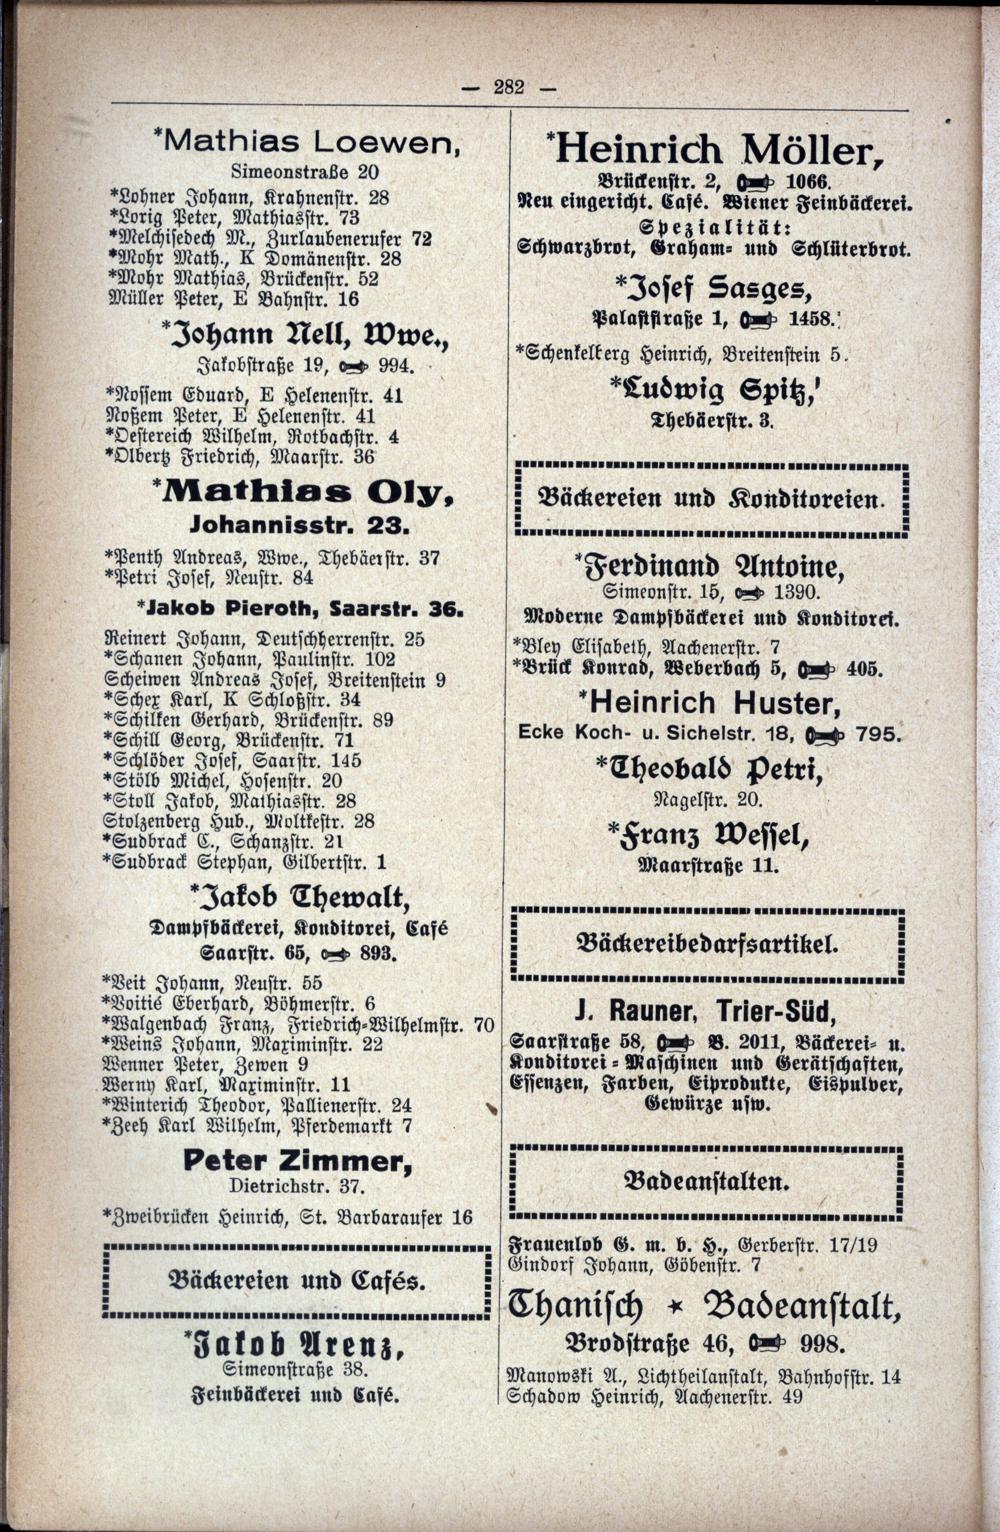 — 282 —
*Mathias Loewen,
Simeonstraße 20
*Lohner Johann, Krahnenstr. 28
*Lorig Peter, Mathiasstr. 73
*Melchisedech M., Zurlaubenerufer 72
*Mohr Math., K Domänenstr. 28
*Mohr Mathias, Brückenstr. 52
Müller Peter, E Bahnstr. 16
*Johann Nell, Wwe.,
Jakobstraße 19, 994.
*Nossem Eduard, E Helenenstr. 41
Noßem Peter, E Helenenstr. 41
*Oestereich Wilhelm, Rotbachstr. 4
*Olbertz Friedrich, Maarstr. 36
*Mathias Oly,
Johannisstr. 23.
*Penth Andreas, Wwe., Thebäerstr. 37
*Petri Josef, Neustr. 84
*Jakob Pieroth, Saarstr. 36.
Reinert Johann, Deutschherrenstr. 25
*Schanen Johann, Paulinstr. 102
Scheiwen Andreas Josef, Breitenstein 9
*Schex Karl, K Schloßstr. 34
*Schilken Gerhard, Brückenstr. 89
*Schill Georg, Brückenstr. 71
*Schlöder Josef, Saarstr. 145
*Stölb Michel, Hosenstr. 20
*Stoll Jakob, Mathiasstr. 28
Stolzenberg Hub., Moltkestr. 28
*Sudbrack C., Schanzstr. 21
*Sudbrack Stephan, Gilbertstr. 1
*Jakob Thewalt,
Dampfbäckerei, Konditorei, Café
Saarstr. 65, 893.
*Veit Johann, Neustr. 55
*Voitié Eberhard, Böhmerstr. 6
*Walgenbach Franz, Friedrich-Wilhelmstr. 70
*Weins Johann, Maximinstr. 22
Wenner Peter, Zewen 9
Werny Karl, Maximinstr. 11
*Winterich Theodor, Pallienerstr. 24
*Zeeh Karl Wilhelm, Pferdemarkt 7
Peter Zimmer,
Dietrichstr. 37.
*Zweibrücken Heinrich, St. Barbaraufer 16
Bäckereien und Cafés.
*Jakob Arenz,
Simeonstraße 38.
Feinbäckerei und Café.
*Heinrich Möller,
Brückenstr. 2, 1066.
Neu eingericht. Café. Wiener Feinbäckerei.
Spezialität:
Schwarzbrot, Graham- und Schlüterbrot.
*Josef Sasges,
Palaststraße 1, 1458.
*Schenkelberg Heinrich, Breitenstein 5.
*Ludwig Spitz,
Thebäerstr. 3.
Bäckereien und Konditoreien.
*Ferdinand Antoine,
Simeonstr. 15, 1390.
Moderne Dampfbäckerei und Konditorei.
*Bley Elisabeth, Aachenerstr. 7
*Brück Konrad, Weberbach 5, 405.
*Heinrich Huster,
Ecke Koch- u. Sichelstr. 18, 795.
*Theobald Petri,
Nagelstr. 20.
*Franz Wessel,
Maarstraße 11.
Bäckereibedarfsartikel.
J. Rauner, Trier-Süd,
Saarstraße 58, B. 2011, Bäckerei- u.
Konditorei-Maschinen und Gerätschaften,
Essenzen, Farben, Eiprodukte, Eispulver,
Gewürze usw.
Badeanstalten.
Frauenlob G. m. b. H., Gerberstr. 17/19
Gindorf Johann, Göbenstr. 7
Thanisch ★ Badeanstalt,
Brodstraße 46, 998.
Manowski A., Lichtheilanstalt, Bahnhofstr. 14
Schadow Heinrich, Aachenerstr. 49